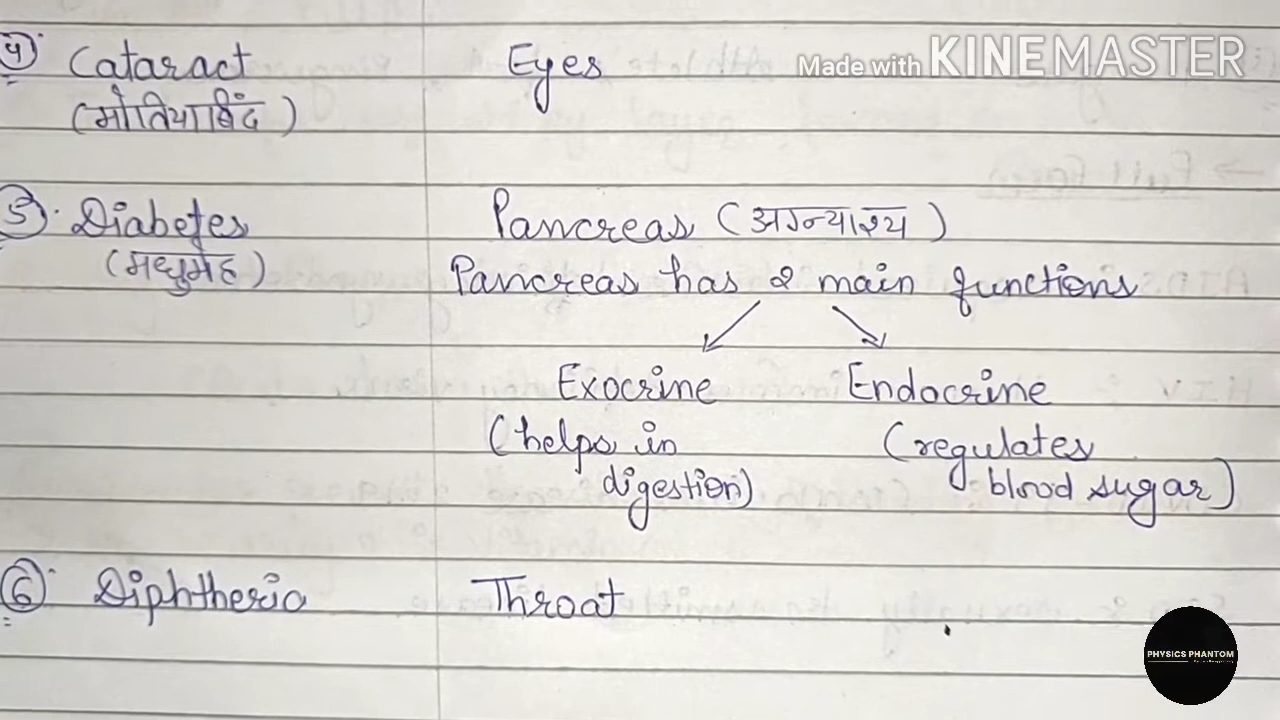 4 Cataract Eyes
(मोतियाबिंद)
Made with KINEMASTER
5 Diabetes Pancreas (अग्न्याश्य)
(मधुमेह) Pancreas has 2 main functions
Exocrine Endocrine
(helps in (regulates
digestion) blood sugar)
6 Diphtheria Throat
PHYSICS PHANTOM